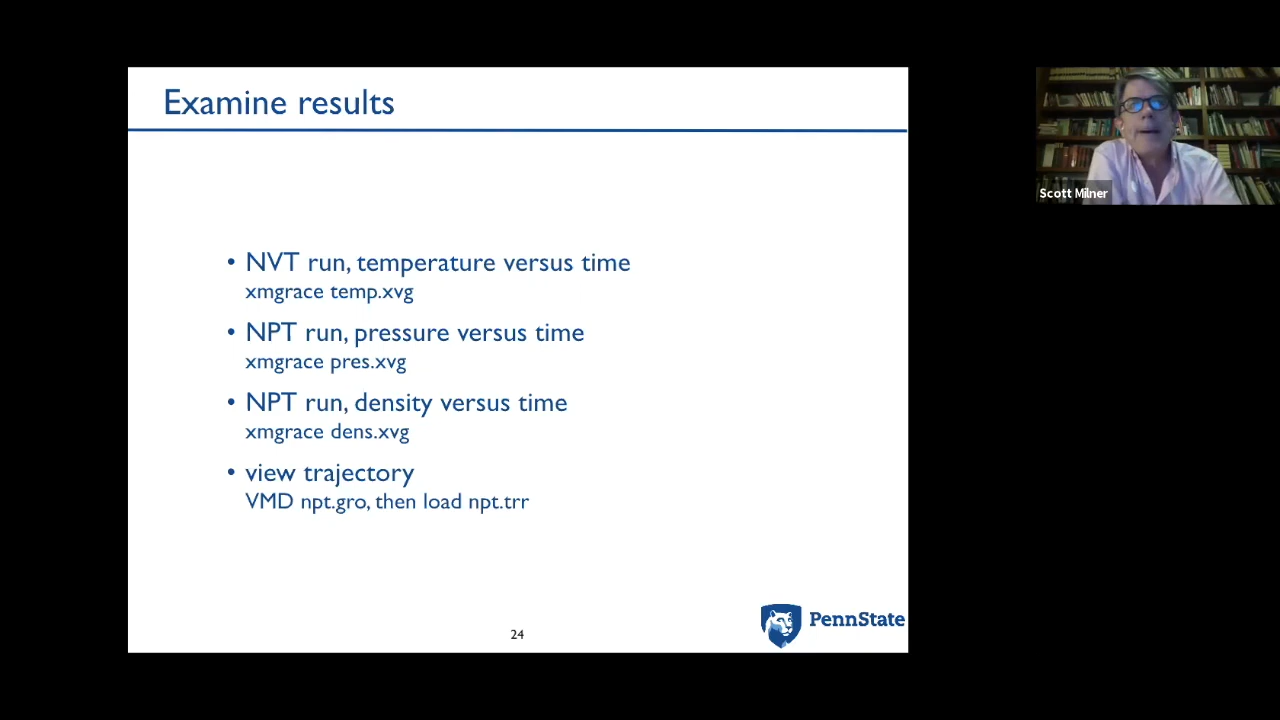 Examine results
• NVT run, temperature versus time
xmgrace temp.xvg
• NPT run, pressure versus time
xmgrace pres.xvg
• NPT run, density versus time
xmgrace dens.xvg
• view trajectory
VMD npt.gro, then load npt.trr
24
PennState
Scott Milner